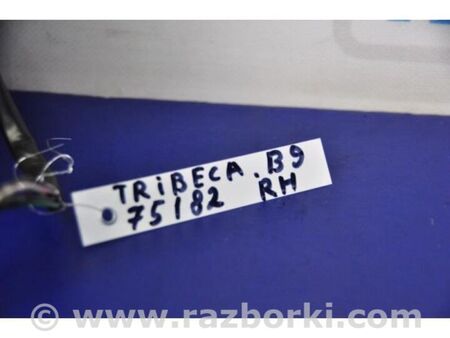 TRIBECA. B9
75182 RH
© www.razborki.com